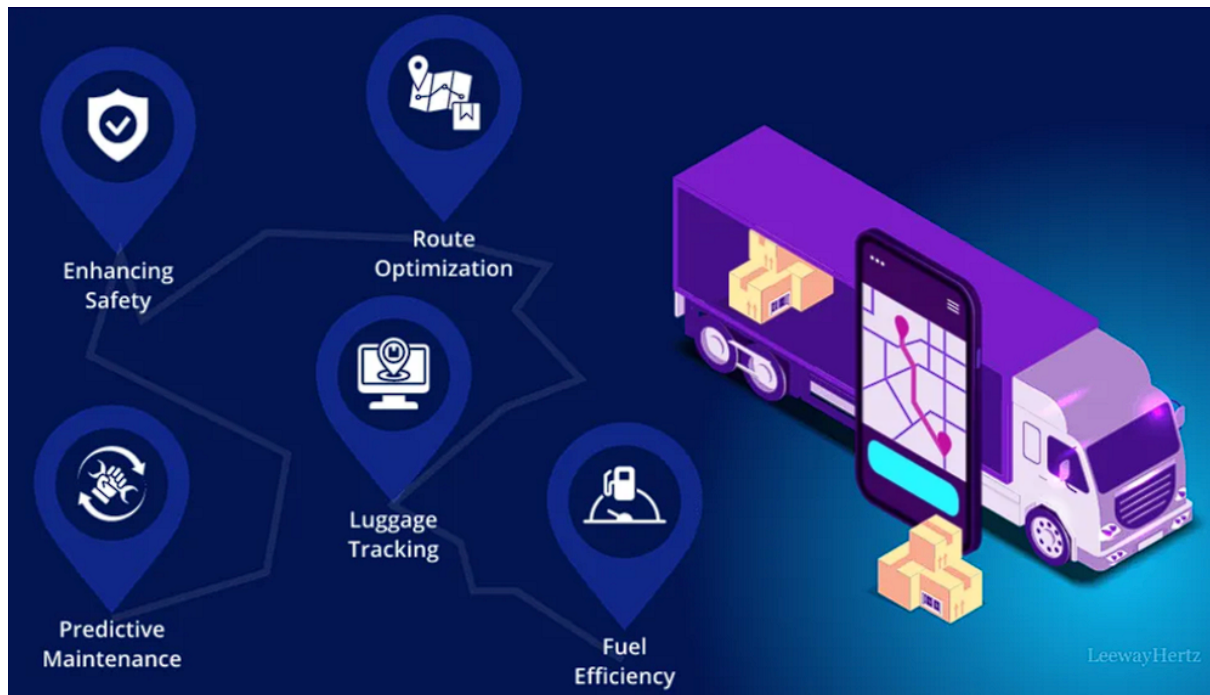 Enhancing
Safety
Route
Optimization
Luggage
Tracking
Predictive
Maintenance
Fuel
Efficiency
LeewayHertz